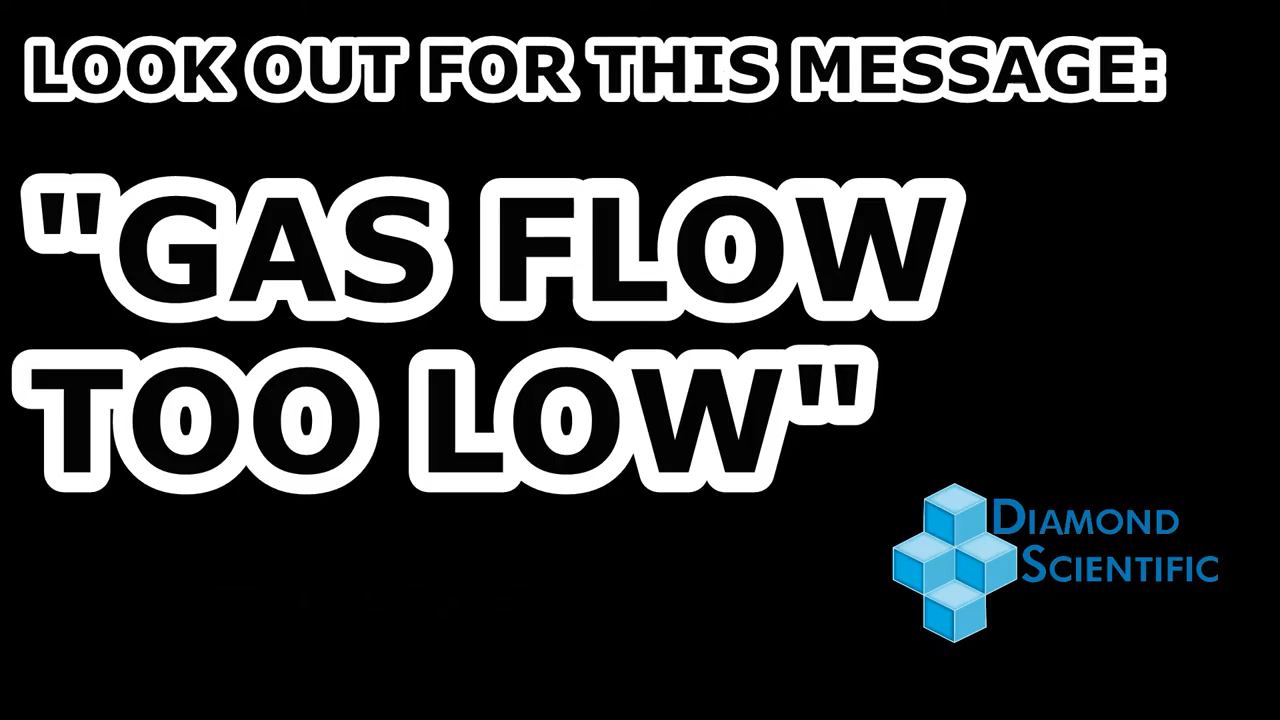 LOOK OUT FOR THIS MESSAGE:
"GAS FLOW
TOO LOW"
DIAMOND
SCIENTIFIC